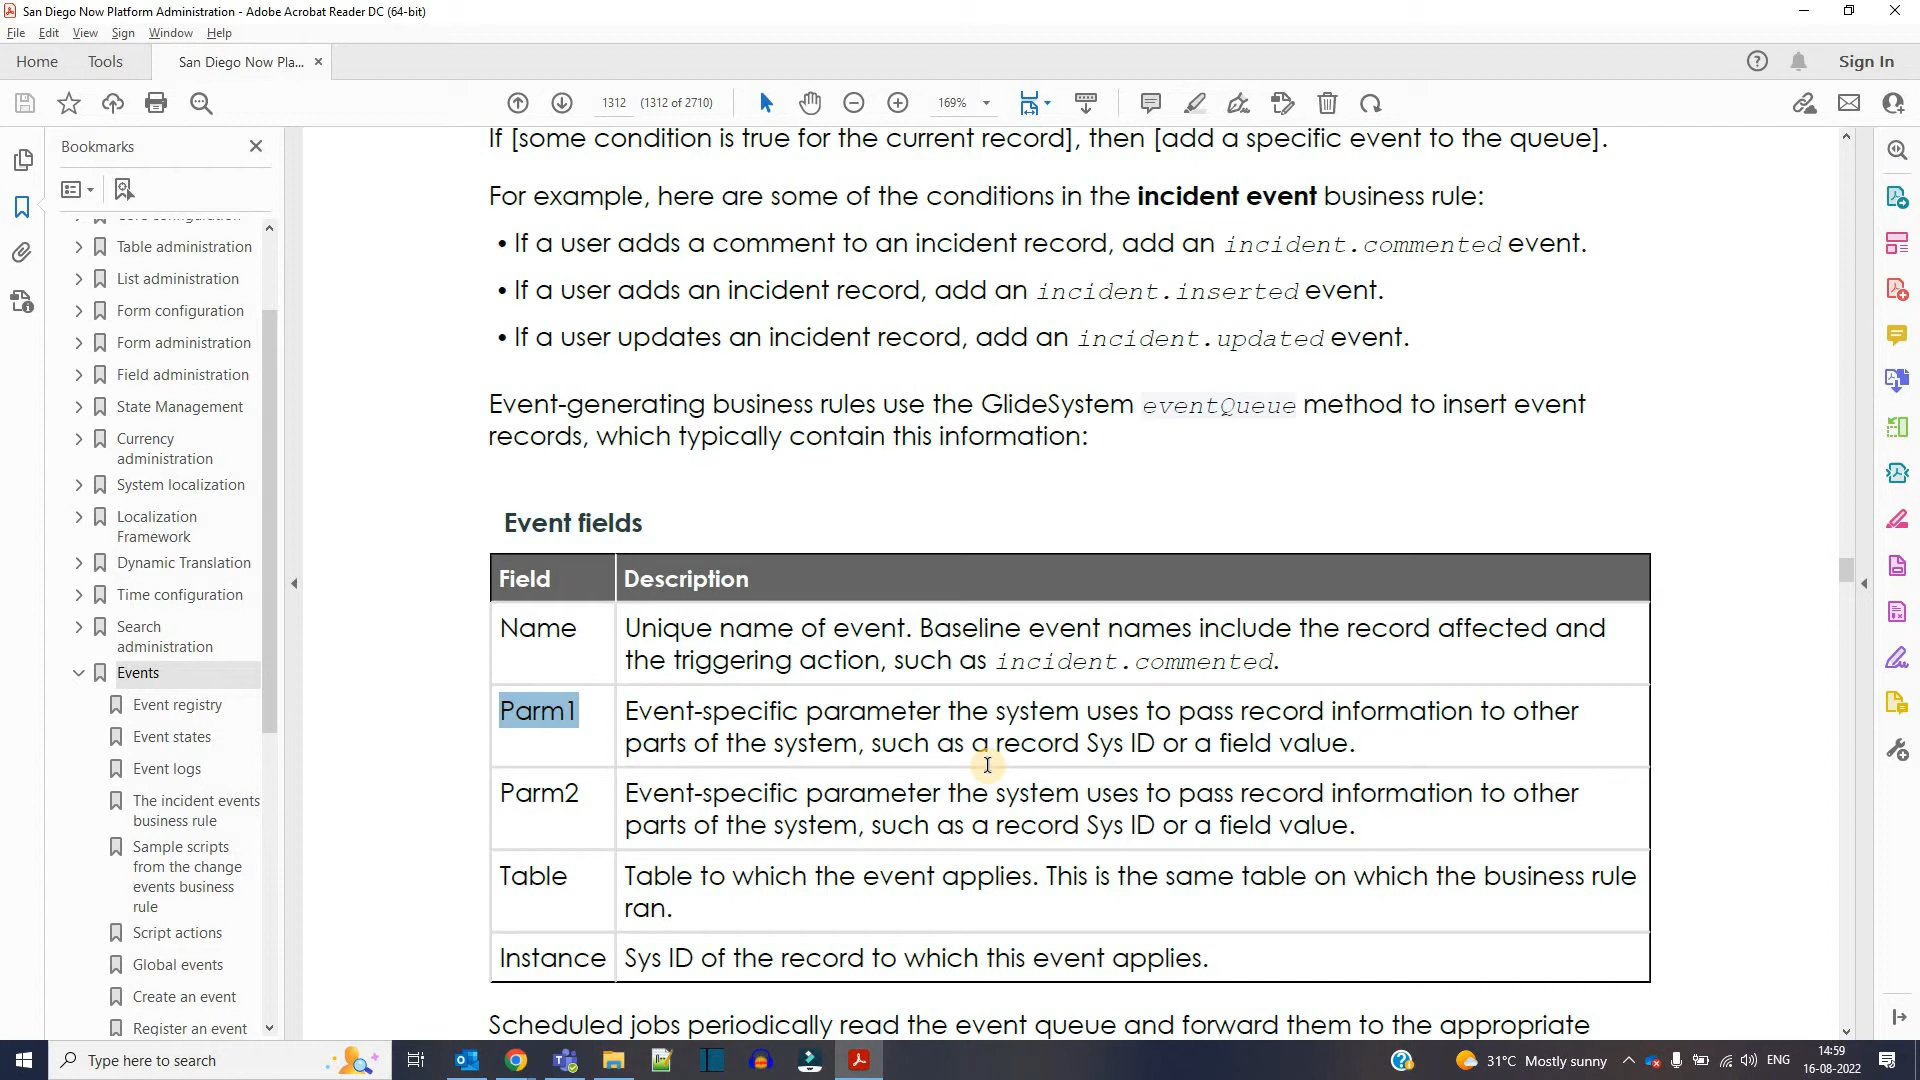 San Diego Now Platform Administration - Adobe Acrobat Reader DC (64-bit)
File Edit View Sign Window Help
Home Tools San Diego Now Pla... × Sign In
1312 (1312 of 2710) 169%
Bookmarks
Table administration
List administration
Form configuration
Form administration
Field administration
State Management
Currency
administration
System localization
Localization
Framework
Dynamic Translation
Time configuration
Search
administration
Events
Event registry
Event states
Event logs
The incident events
business rule
Sample scripts
from the change
events business
rule
Script actions
Global events
Create an event
Register an event
If [some condition is true for the current record], then [add a specific event to the queue].
For example, here are some of the conditions in the incident event business rule:
• If a user adds a comment to an incident record, add an incident.commented event.
• If a user adds an incident record, add an incident.inserted event.
• If a user updates an incident record, add an incident.updated event.
Event-generating business rules use the GlideSystem eventQueue method to insert event
records, which typically contain this information:
Event fields
Field Description
Name Unique name of event. Baseline event names include the record affected and
the triggering action, such as incident.commented.
Parm1 Event-specific parameter the system uses to pass record information to other
parts of the system, such as a record Sys ID or a field value.
Parm2 Event-specific parameter the system uses to pass record information to other
parts of the system, such as a record Sys ID or a field value.
Table Table to which the event applies. This is the same table on which the business rule
ran.
Instance Sys ID of the record to which this event applies.
Scheduled jobs periodically read the event queue and forward them to the appropriate
Type here to search
31°C Mostly sunny
ENG
14:59
16-08-2022